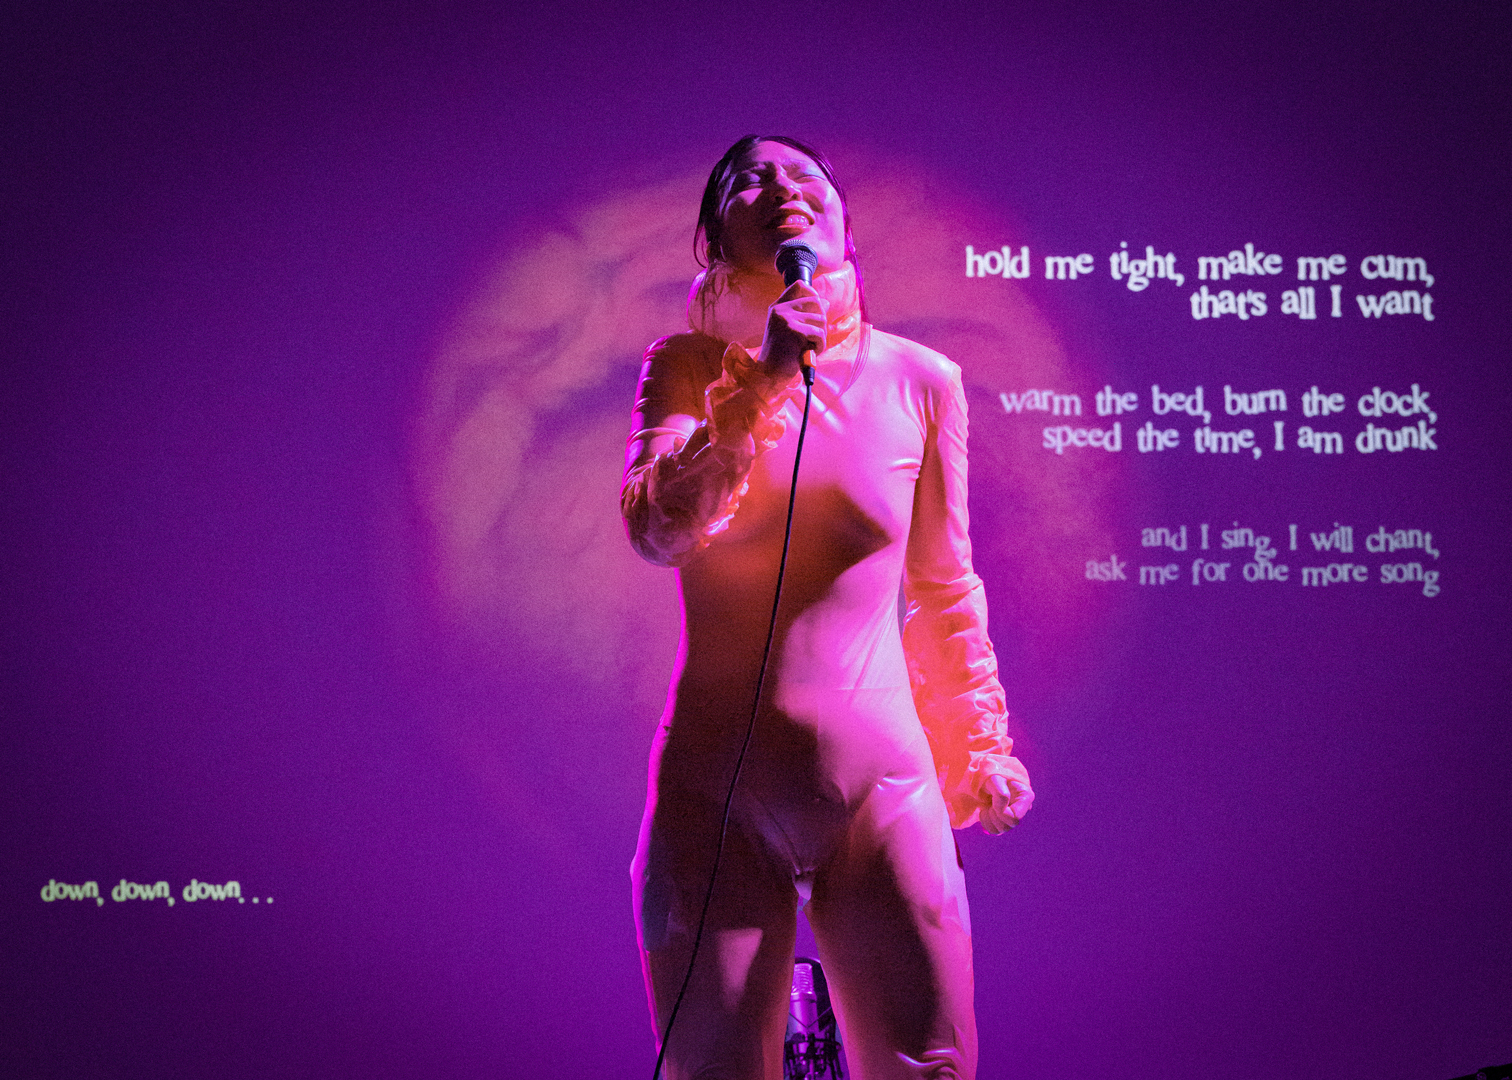 hold me tight, make me cum,
that's all I want
warm the bed, burn the clock,
speed the time, I am drunk
and I sing, I will chant,
ask me for one more song
down, down, down...